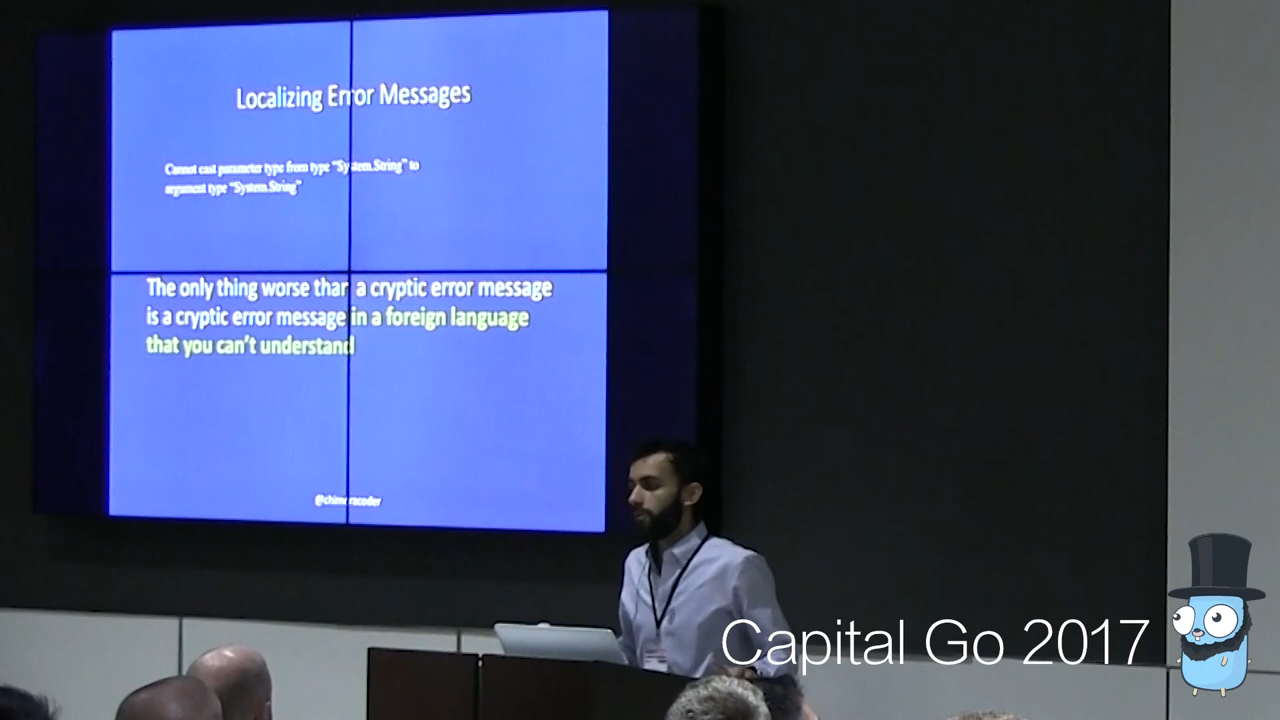 Localizing Error Messages
Cannot cast parameter type from type “System.String” to
argument type “System.String”
The only thing worse than a cryptic error message
is a cryptic error message in a foreign language
that you can’t understand
@chimeracoder
Capital Go 2017